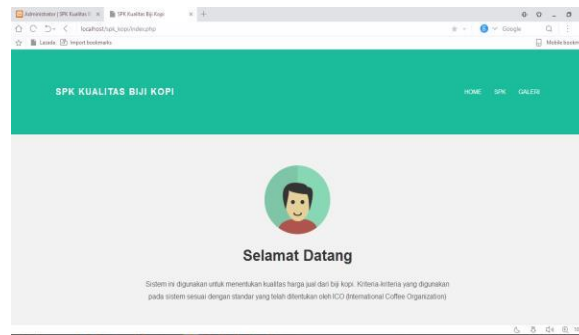 Administrator | SPK Kualitas
SPK Kualitas Biji Kopi
localhost/spk_kopi/index.php
Google
Lazada
Import bookmarks
Mobile bookm
SPK KUALITAS BIJI KOPI
HOME SPK GALERI
Selamat Datang
Sistem ini digunakan untuk menentukan kualitas harga jual dari biji kopi. Kriteria-kriteria yang digunakan
pada sistem sesuai dengan standar yang telah ditentukan oleh ICO (International Coffee Organization)